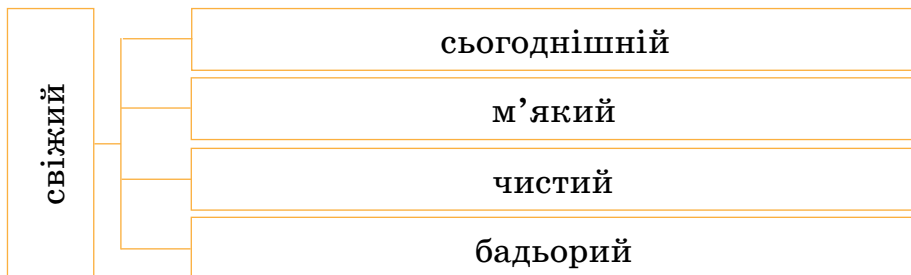 свіжий
сьогоднішній
м’який
чистий
бадьорий